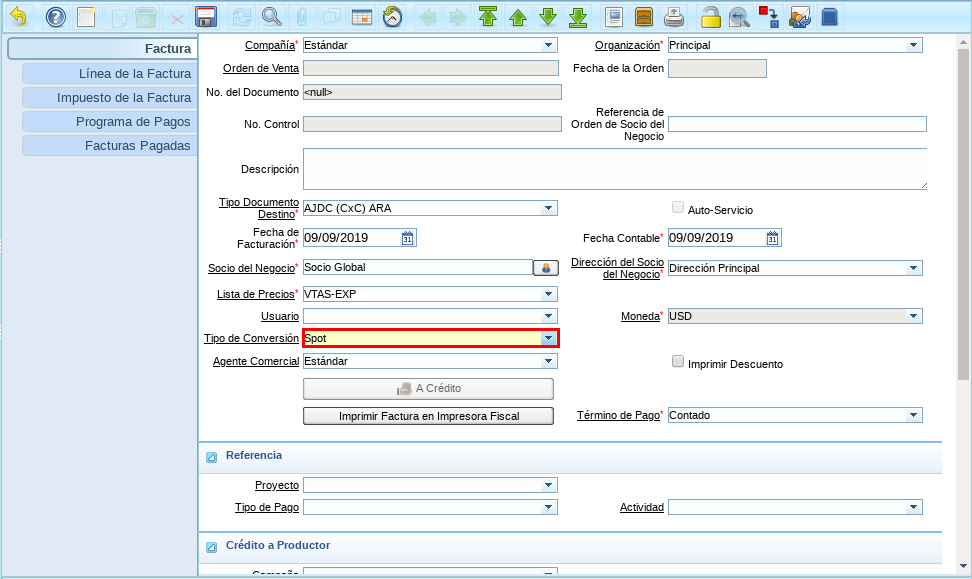 Factura
Línea de la Factura
Impuesto de la Factura
Programa de Pagos
Facturas Pagadas
Compañía* Estándar Organización* Principal
Orden de Venta Fecha de la Orden
No. del Documento <null>
No. Control Referencia de
Orden de Socio del
Negocio
Descripción
Tipo Documento
Destino* AJDC (CxC) ARA Auto-Servicio
Fecha de
Facturación* 09/09/2019 31 Fecha Contable* 09/09/2019 31
Socio del Negocio* Socio Global Dirección del Socio
del Negocio* Dirección Principal
Lista de Precios* VTAS-EXP
Usuario Moneda* USD
Tipo de Conversión Spot
Agente Comercial Estándar Imprimir Descuento
A Crédito
Imprimir Factura en Impresora Fiscal Término de Pago* Contado
Referencia
Proyecto
Tipo de Pago Actividad
Crédito a Productor